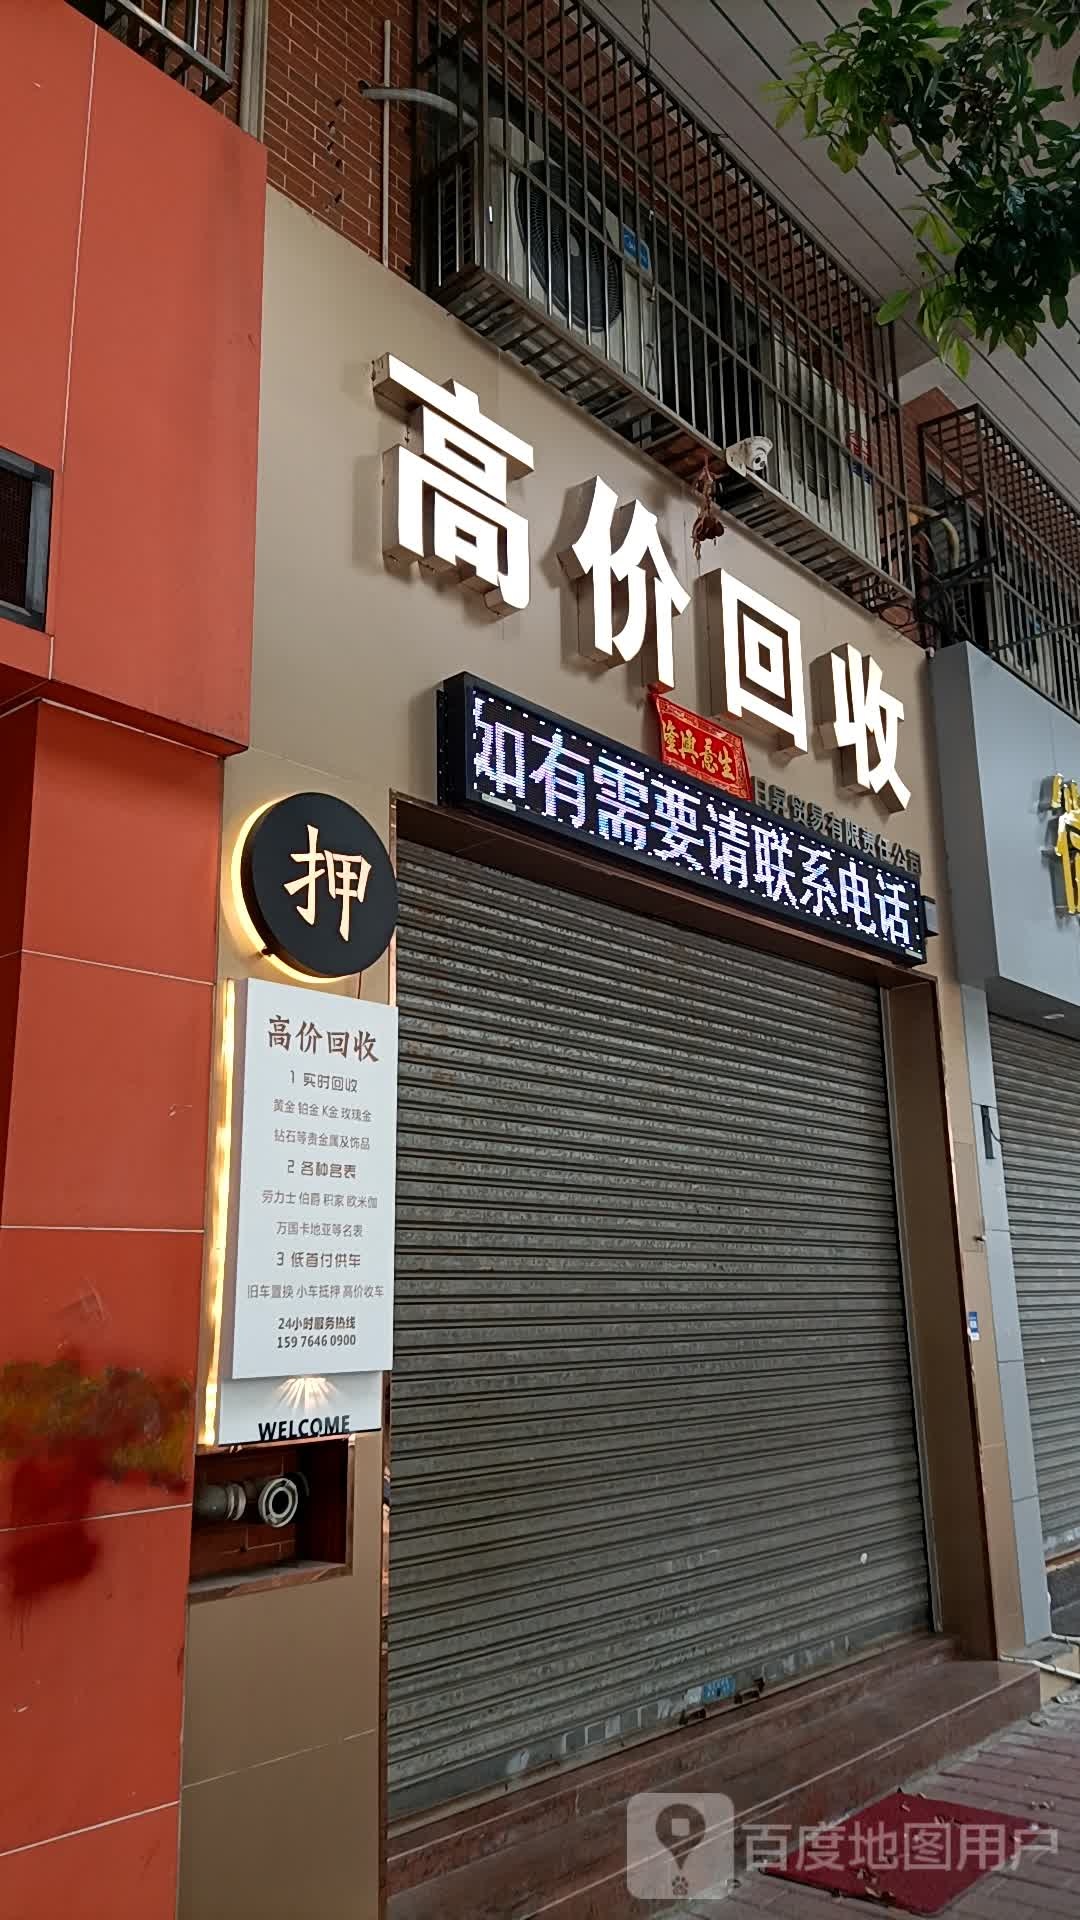 高价回收
生意興隆
日昇贸易有限责任公司
如有需要请联系电话
押
高价回收
1 实时回收
黄金 铂金 K金 玫瑰金
钻石等贵金属及饰品
2 各种名表
劳力士 伯爵 积家 欧米伽
万国卡地亚等名表
3 低首付供车
旧车置换 小车抵押 高价收车
24小时服务热线
159 7646 0900
WELCOME
百度地图用户